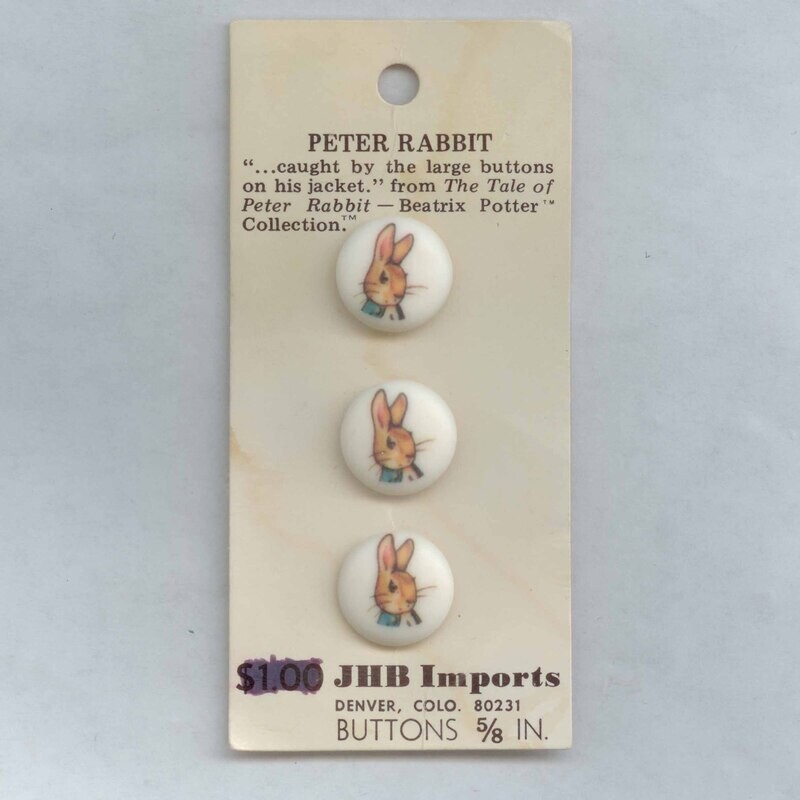 PETER RABBIT
“...caught by the large buttons
on his jacket.” from The Tale of
Peter Rabbit — Beatrix Potter™
Collection.™
$1.00 JHB Imports
DENVER, COLO. 80231
BUTTONS 5/8 IN.